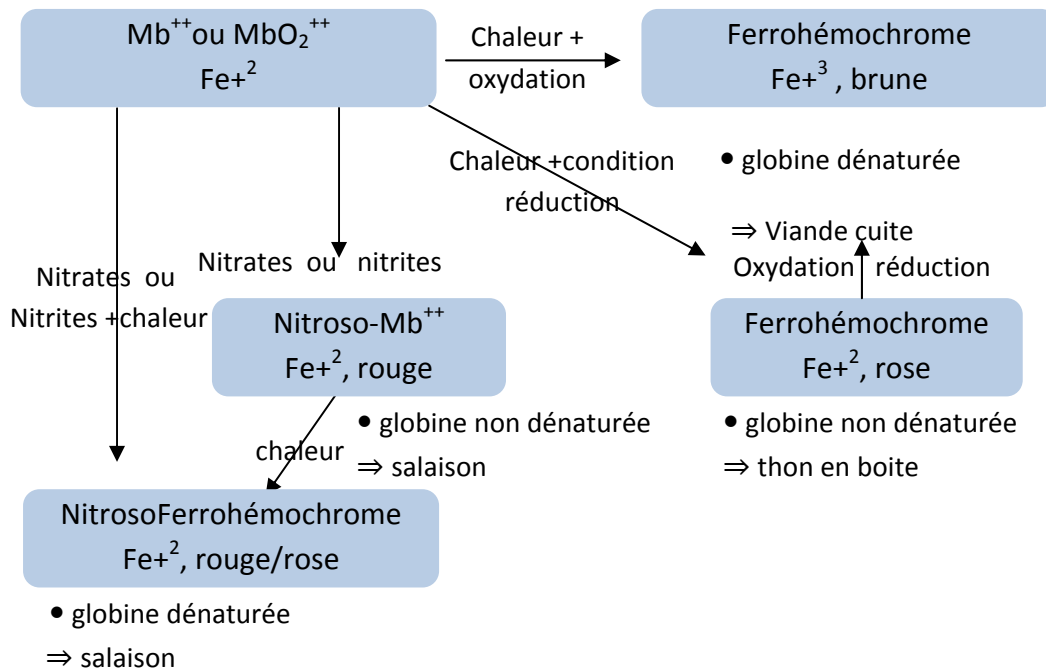 Mb⁺⁺ou MbO₂⁺⁺
Fe+²
Chaleur +
oxydation
Ferrohémochrome
Fe+³ , brune
Chaleur +condition
réduction
• globine dénaturée
⇒ Viande cuite
Oxydation réduction
Nitrates ou
Nitrites +chaleur
Nitrates ou nitrites
Nitroso-Mb⁺⁺
Fe+², rouge
Ferrohémochrome
Fe+², rose
• globine non dénaturée
⇒ salaison
• globine non dénaturée
⇒ thon en boite
chaleur
NitrosoFerrohémochrome
Fe+², rouge/rose
• globine dénaturée
⇒ salaison